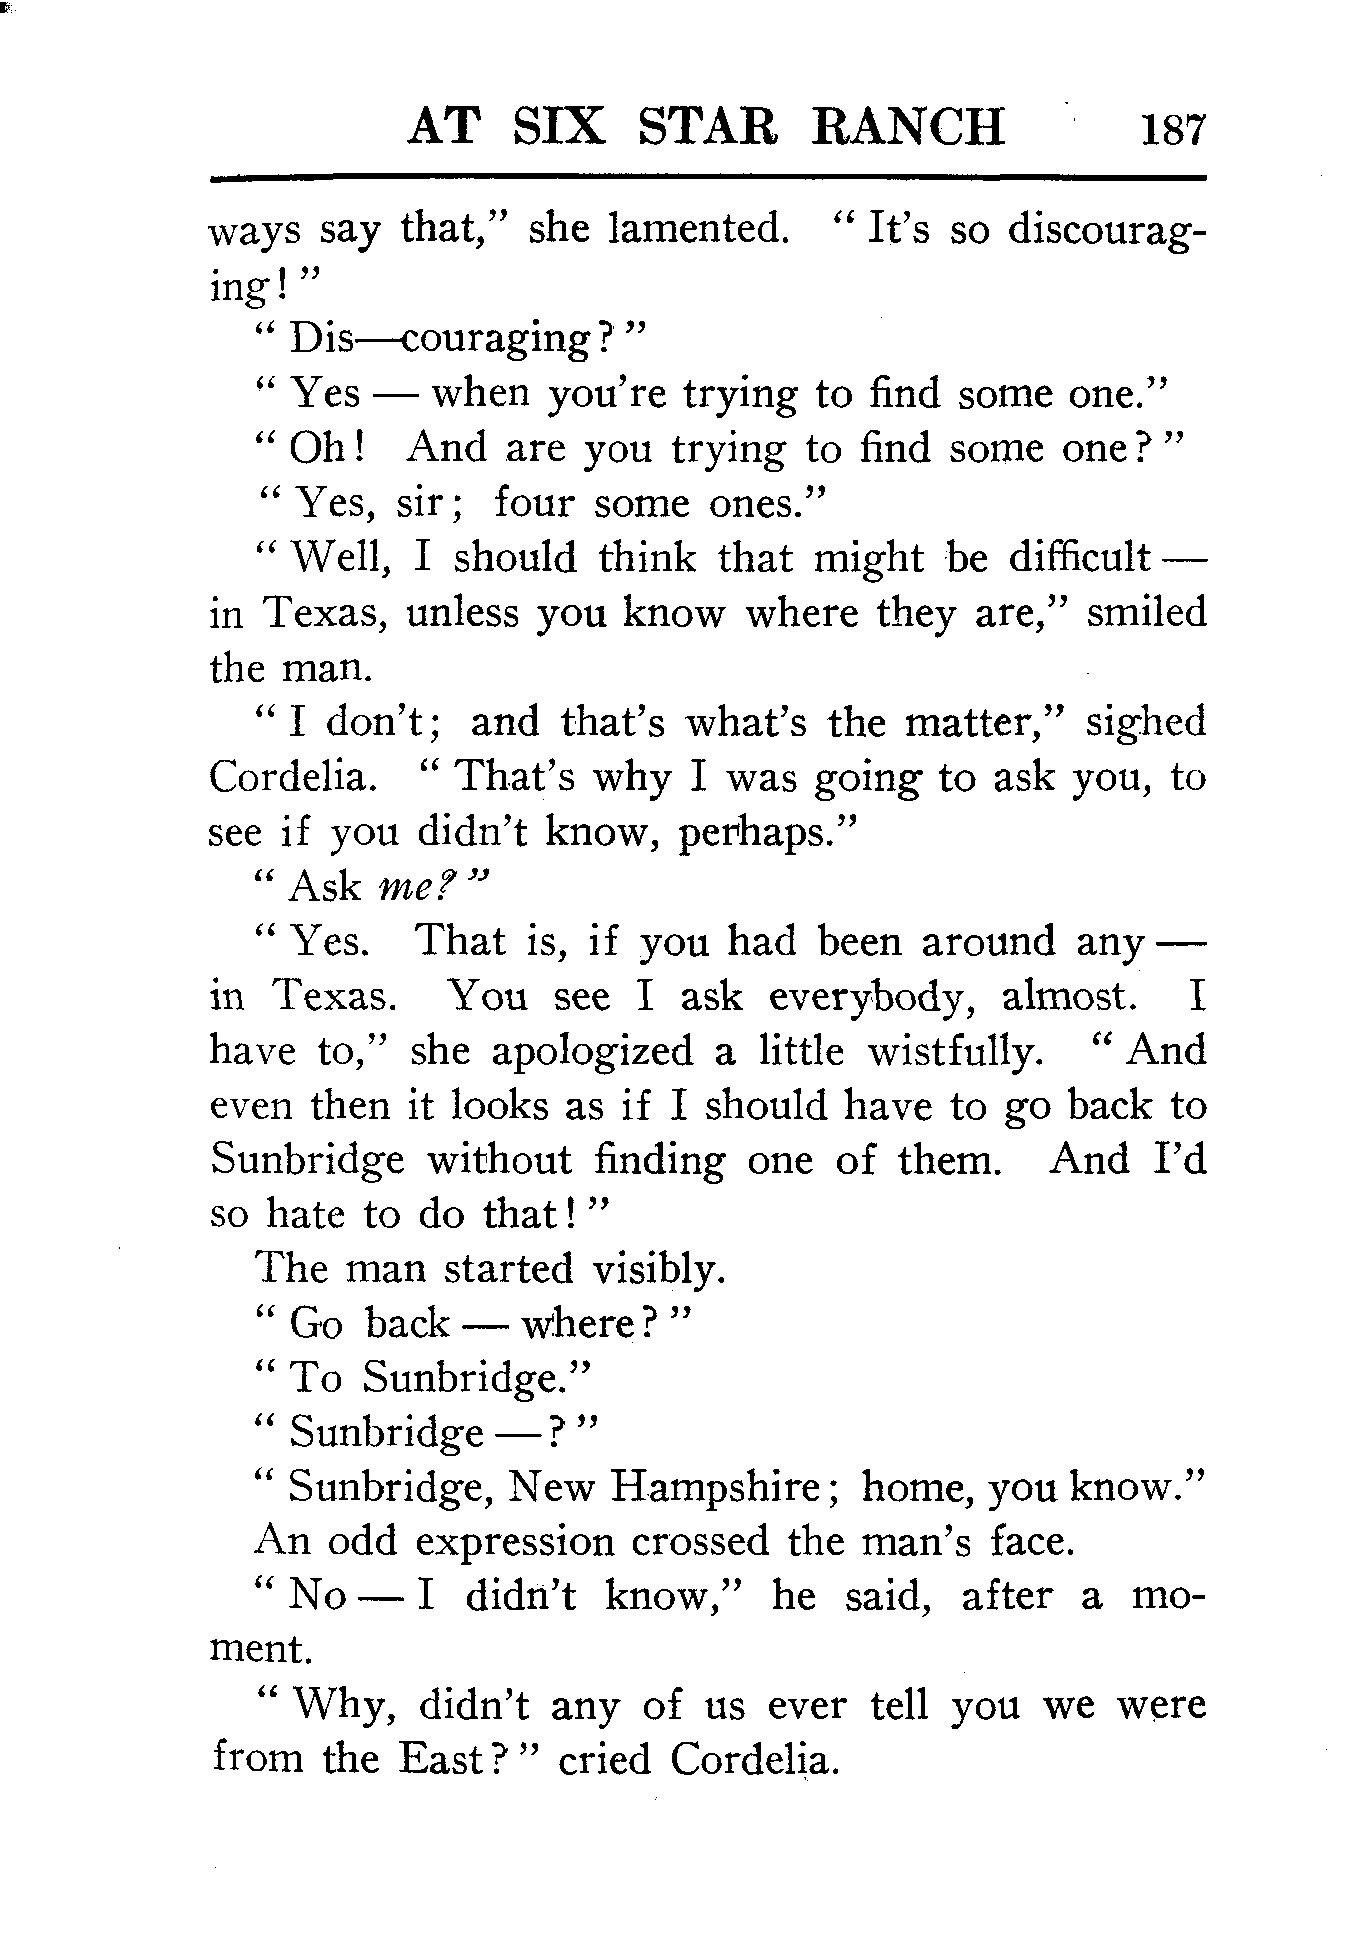 AT SIX STAR RANCH 187
ways say that,” she lamented. “ It’s so discourag-
ing ! ”
“ Dis—couraging ? ”
“ Yes — when you’re trying to find some one.”
“ Oh ! And are you trying to find some one ? ”
“ Yes, sir ; four some ones.”
“ Well, I should think that might be difficult —
in Texas, unless you know where they are,” smiled
the man.
“ I don’t ; and that’s what’s the matter,” sighed
Cordelia. “ That’s why I was going to ask you, to
see if you didn’t know, perhaps.”
“ Ask me? ”
“ Yes. That is, if you had been around any —
in Texas. You see I ask everybody, almost. I
have to,” she apologized a little wistfully. “ And
even then it looks as if I should have to go back to
Sunbridge without finding one of them. And I’d
so hate to do that ! ”
The man started visibly.
“ Go back — where ? ”
“ To Sunbridge.”
“ Sunbridge — ? ”
“ Sunbridge, New Hampshire ; home, you know.”
An odd expression crossed the man’s face.
“ No — I didn’t know,” he said, after a mo-
ment.
“ Why, didn’t any of us ever tell you we were
from the East ? ” cried Cordelia.